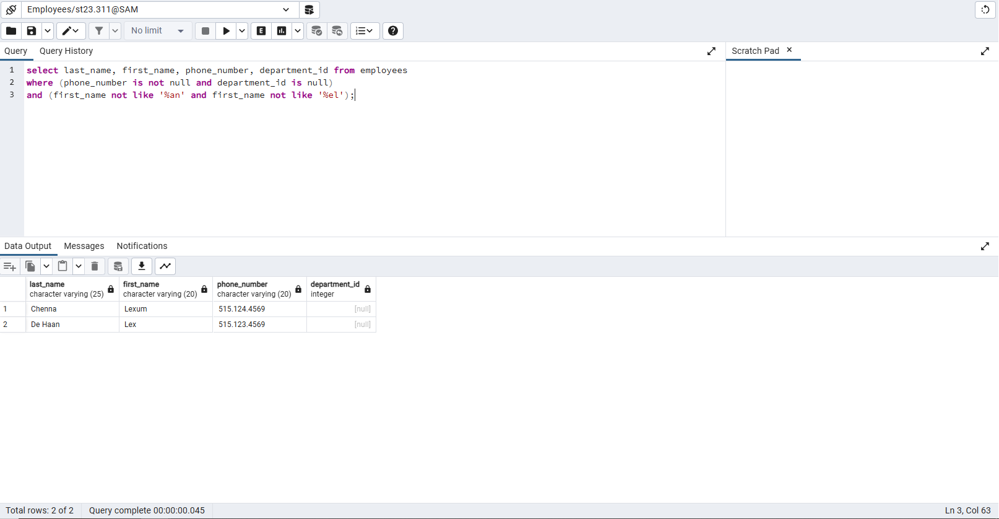 Employees/st23.311@SAM
No limit
E
Query Query History
Scratch Pad
1 select last_name, first_name, phone_number, department_id from employees
2 where (phone_number is not null and department_id is null)
3 and (first_name not like '%an' and first_name not like '%el');
Data Output Messages Notifications
last_name first_name phone_number department_id
character varying (25) character varying (20) character varying (20) integer
1 Chenna Lexum 515.124.4569 [null]
2 De Haan Lex 515.123.4569 [null]
Total rows: 2 of 2 Query complete 00:00:00.045 Ln 3, Col 63